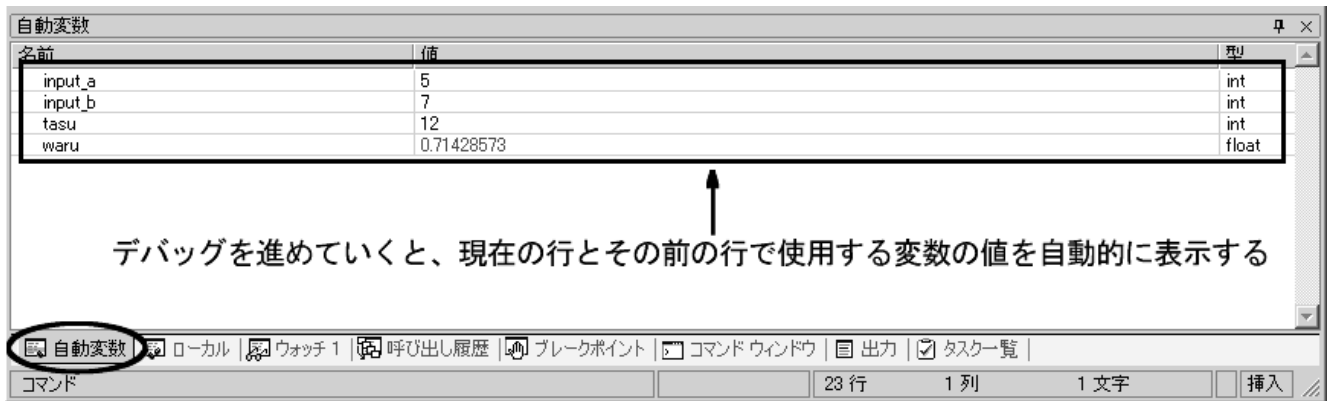 自動変数
名前 値 型
input_a 5 int
input_b 7 int
tasu 12 int
waru 0.71428573 float
デバッグを進めていくと、現在の行とその前の行で使用する変数の値を自動的に表示する
自動変数 ローカル ウォッチ 1 呼び出し履歴 ブレークポイント コマンド ウィンドウ 出力 タスク一覧
コマンド 23 行 1 列 1 文字 挿入